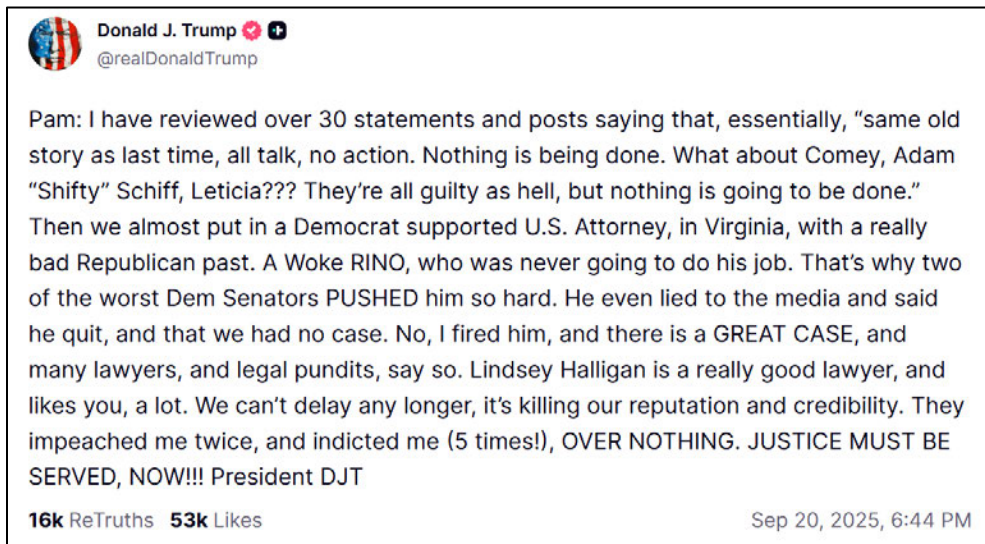 Donald J. Trump
@realDonaldTrump
Pam: I have reviewed over 30 statements and posts saying that, essentially, “same old
story as last time, all talk, no action. Nothing is being done. What about Comey, Adam
“Shifty” Schiff, Leticia??? They’re all guilty as hell, but nothing is going to be done.”
Then we almost put in a Democrat supported U.S. Attorney, in Virginia, with a really
bad Republican past. A Woke RINO, who was never going to do his job. That’s why two
of the worst Dem Senators PUSHED him so hard. He even lied to the media and said
he quit, and that we had no case. No, I fired him, and there is a GREAT CASE, and
many lawyers, and legal pundits, say so. Lindsey Halligan is a really good lawyer, and
likes you, a lot. We can’t delay any longer, it’s killing our reputation and credibility. They
impeached me twice, and indicted me (5 times!), OVER NOTHING. JUSTICE MUST BE
SERVED, NOW!!! President DJT
16k ReTruths 53k Likes Sep 20, 2025, 6:44 PM